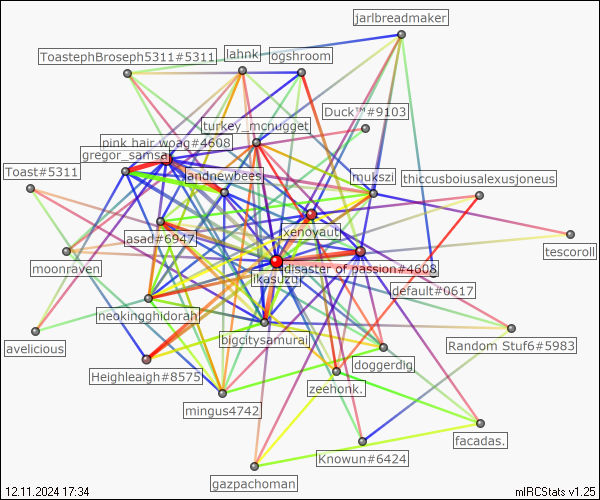 jarlbreadmaker
ToastephBroseph5311#5311
lahnk
ogshroom
Duck™#9103
turkey_mcnugget
pink hair woag#4608
gregor_samsa
Toast#5311
landnewbees
mukszi
thiccusboiusalexusjoneus
xenoyaut
asad#6947
tescoroll
moonraven
disaster of passion#4608
ikasuzu
default#0617
neokingghidorah
bigcitysamurai
Random Stuf6#5983
avelicious
doggerdig
Heighleaigh#8575
zeehonk.
mingus4742
facadas.
Knowun#6424
gazpachoman
12.11.2024 17:34
mIRCStats v1.25